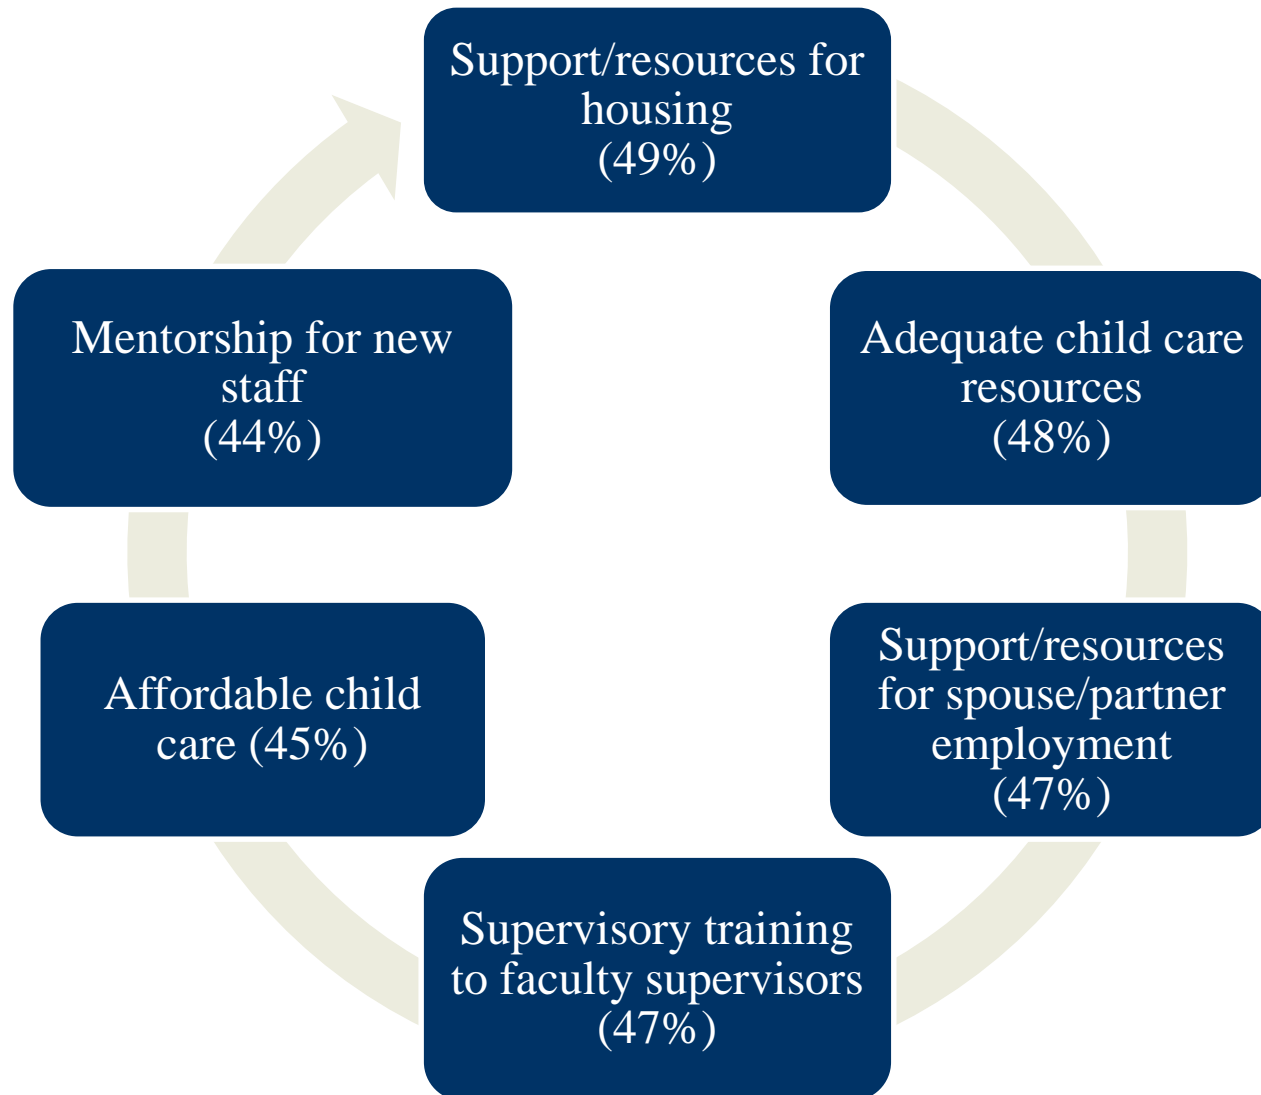 Support/resources for
housing
(49%)
Adequate child care
resources
(48%)
Support/resources
for spouse/partner
employment
(47%)
Supervisory training
to faculty supervisors
(47%)
Affordable child
care (45%)
Mentorship for new
staff
(44%)